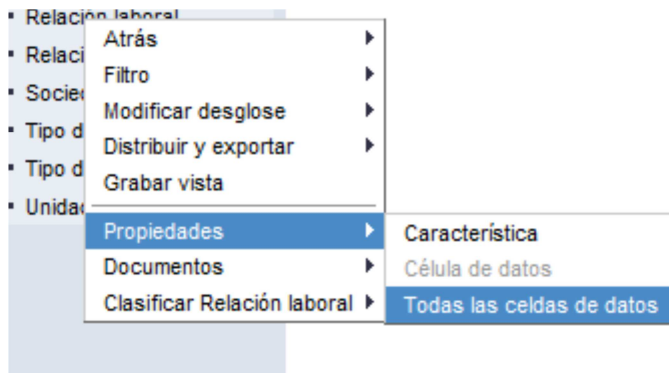 Relación laboral
Atrás
Relaci
Filtro
Socie
Modificar desglose
Tipo d
Distribuir y exportar
Tipo d
Grabar vista
Unidad
Propiedades
Característica
Documentos
Célula de datos
Clasificar Relación laboral
Todas las celdas de datos